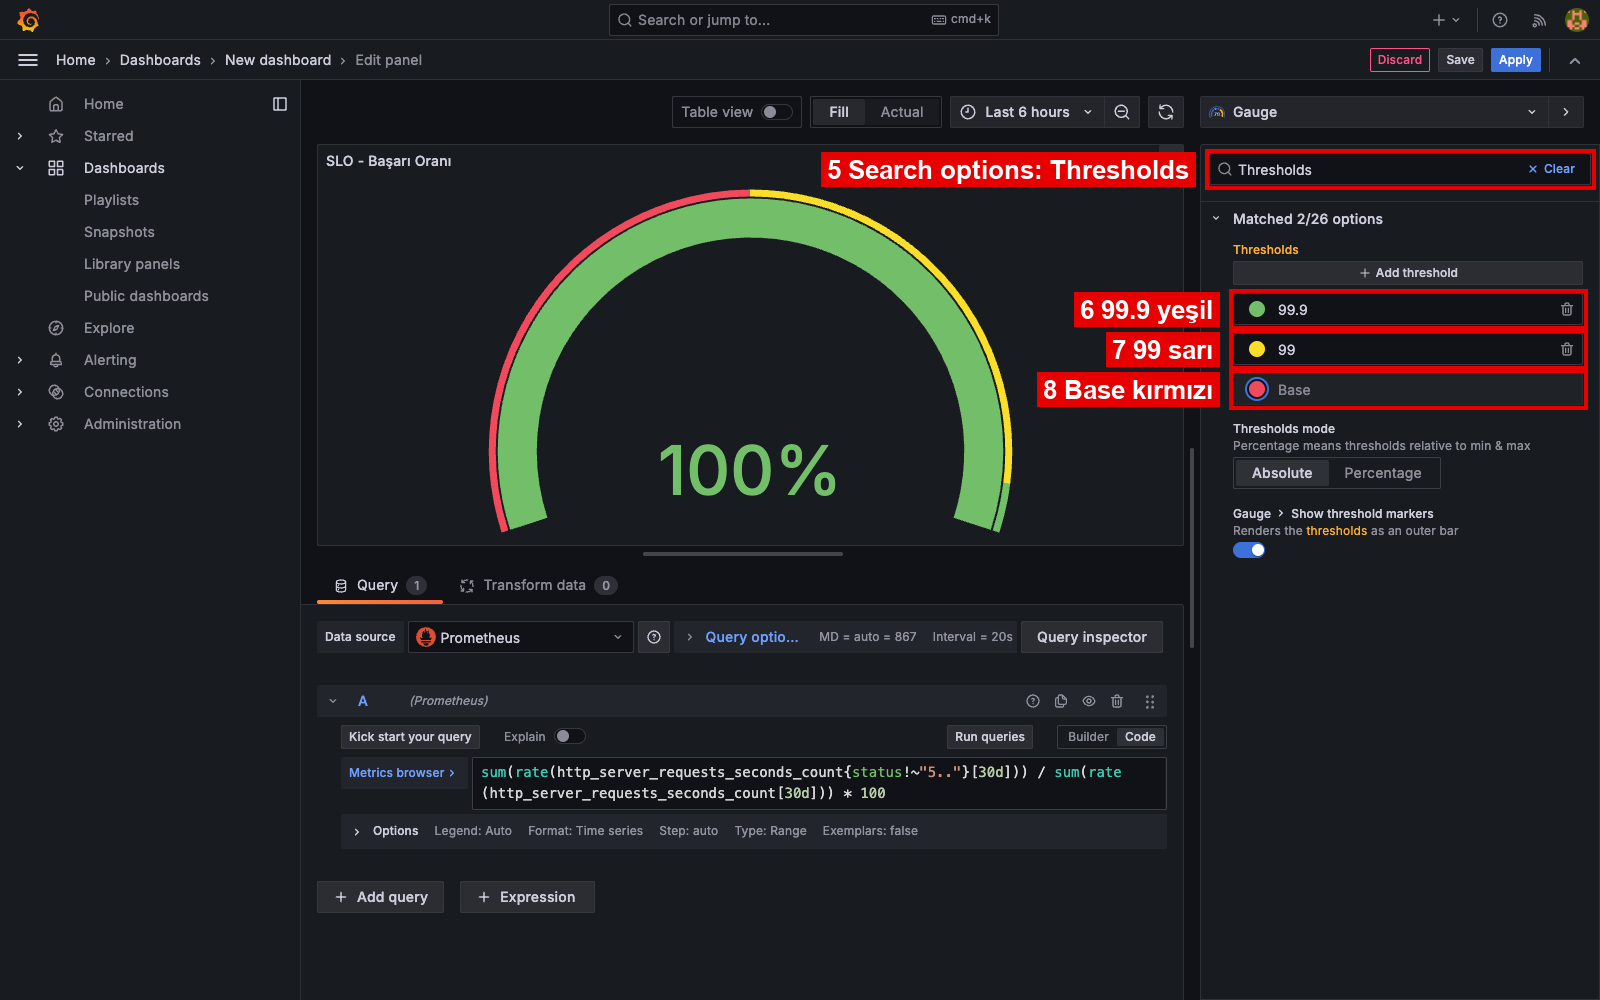 Search or jump to...
cmd+k
Home › Dashboards › New dashboard › Edit panel
Discard
Save
Apply
Home
Starred
Dashboards
Playlists
Snapshots
Library panels
Public dashboards
Explore
Alerting
Connections
Administration
Table view
Fill
Actual
Last 6 hours
Gauge
SLO - Başarı Oranı
5 Search options: Thresholds
Thresholds
Clear
100%
Matched 2/26 options
Thresholds
+ Add threshold
6 99.9 yeşil
99.9
7 99 sarı
99
8 Base kırmızı
Base
Thresholds mode
Percentage means thresholds relative to min & max
Absolute
Percentage
Gauge › Show threshold markers
Renders the thresholds as an outer bar
Query 1
Transform data 0
Data source
Prometheus
Query optio...
MD = auto = 867
Interval = 20s
Query inspector
A
(Prometheus)
Kick start your query
Explain
Run queries
Builder
Code
Metrics browser ›
sum(rate(http_server_requests_seconds_count{status!~"5.."}[30d])) / sum(rate
(http_server_requests_seconds_count[30d])) * 100
Options
Legend: Auto
Format: Time series
Step: auto
Type: Range
Exemplars: false
+ Add query
+ Expression